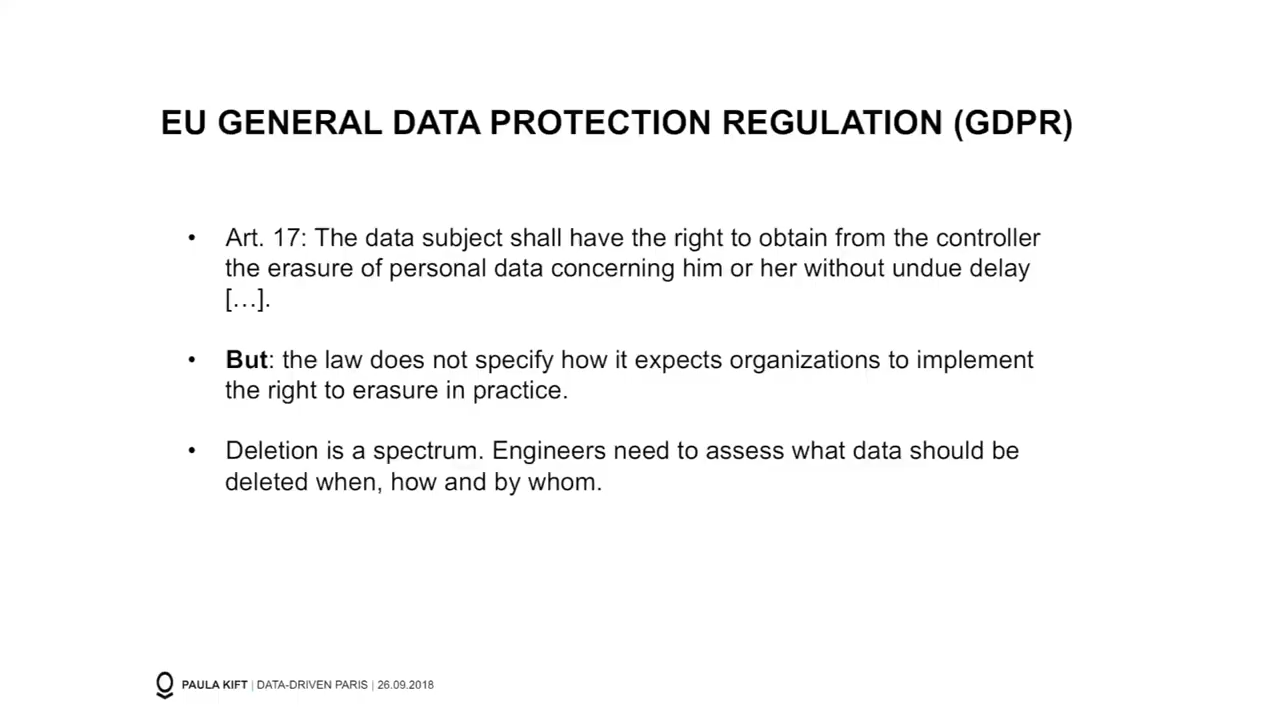 EU GENERAL DATA PROTECTION REGULATION (GDPR)
• Art. 17: The data subject shall have the right to obtain from the controller
the erasure of personal data concerning him or her without undue delay
[…].
• But: the law does not specify how it expects organizations to implement
the right to erasure in practice.
• Deletion is a spectrum. Engineers need to assess what data should be
deleted when, how and by whom.
PAULA KIFT | DATA-DRIVEN PARIS | 26.09.2018